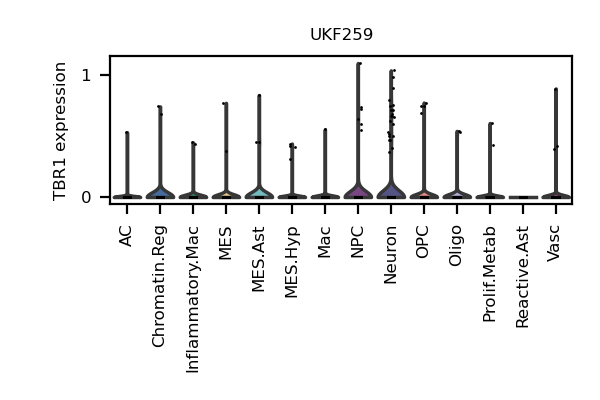 UKF259
TBR1 expression
1
0
AC
Chromatin.Reg
Inflammatory.Mac
MES
MES.Ast
MES.Hyp
Mac
NPC
Neuron
OPC
Oligo
Prolif.Metab
Reactive.Ast
Vasc